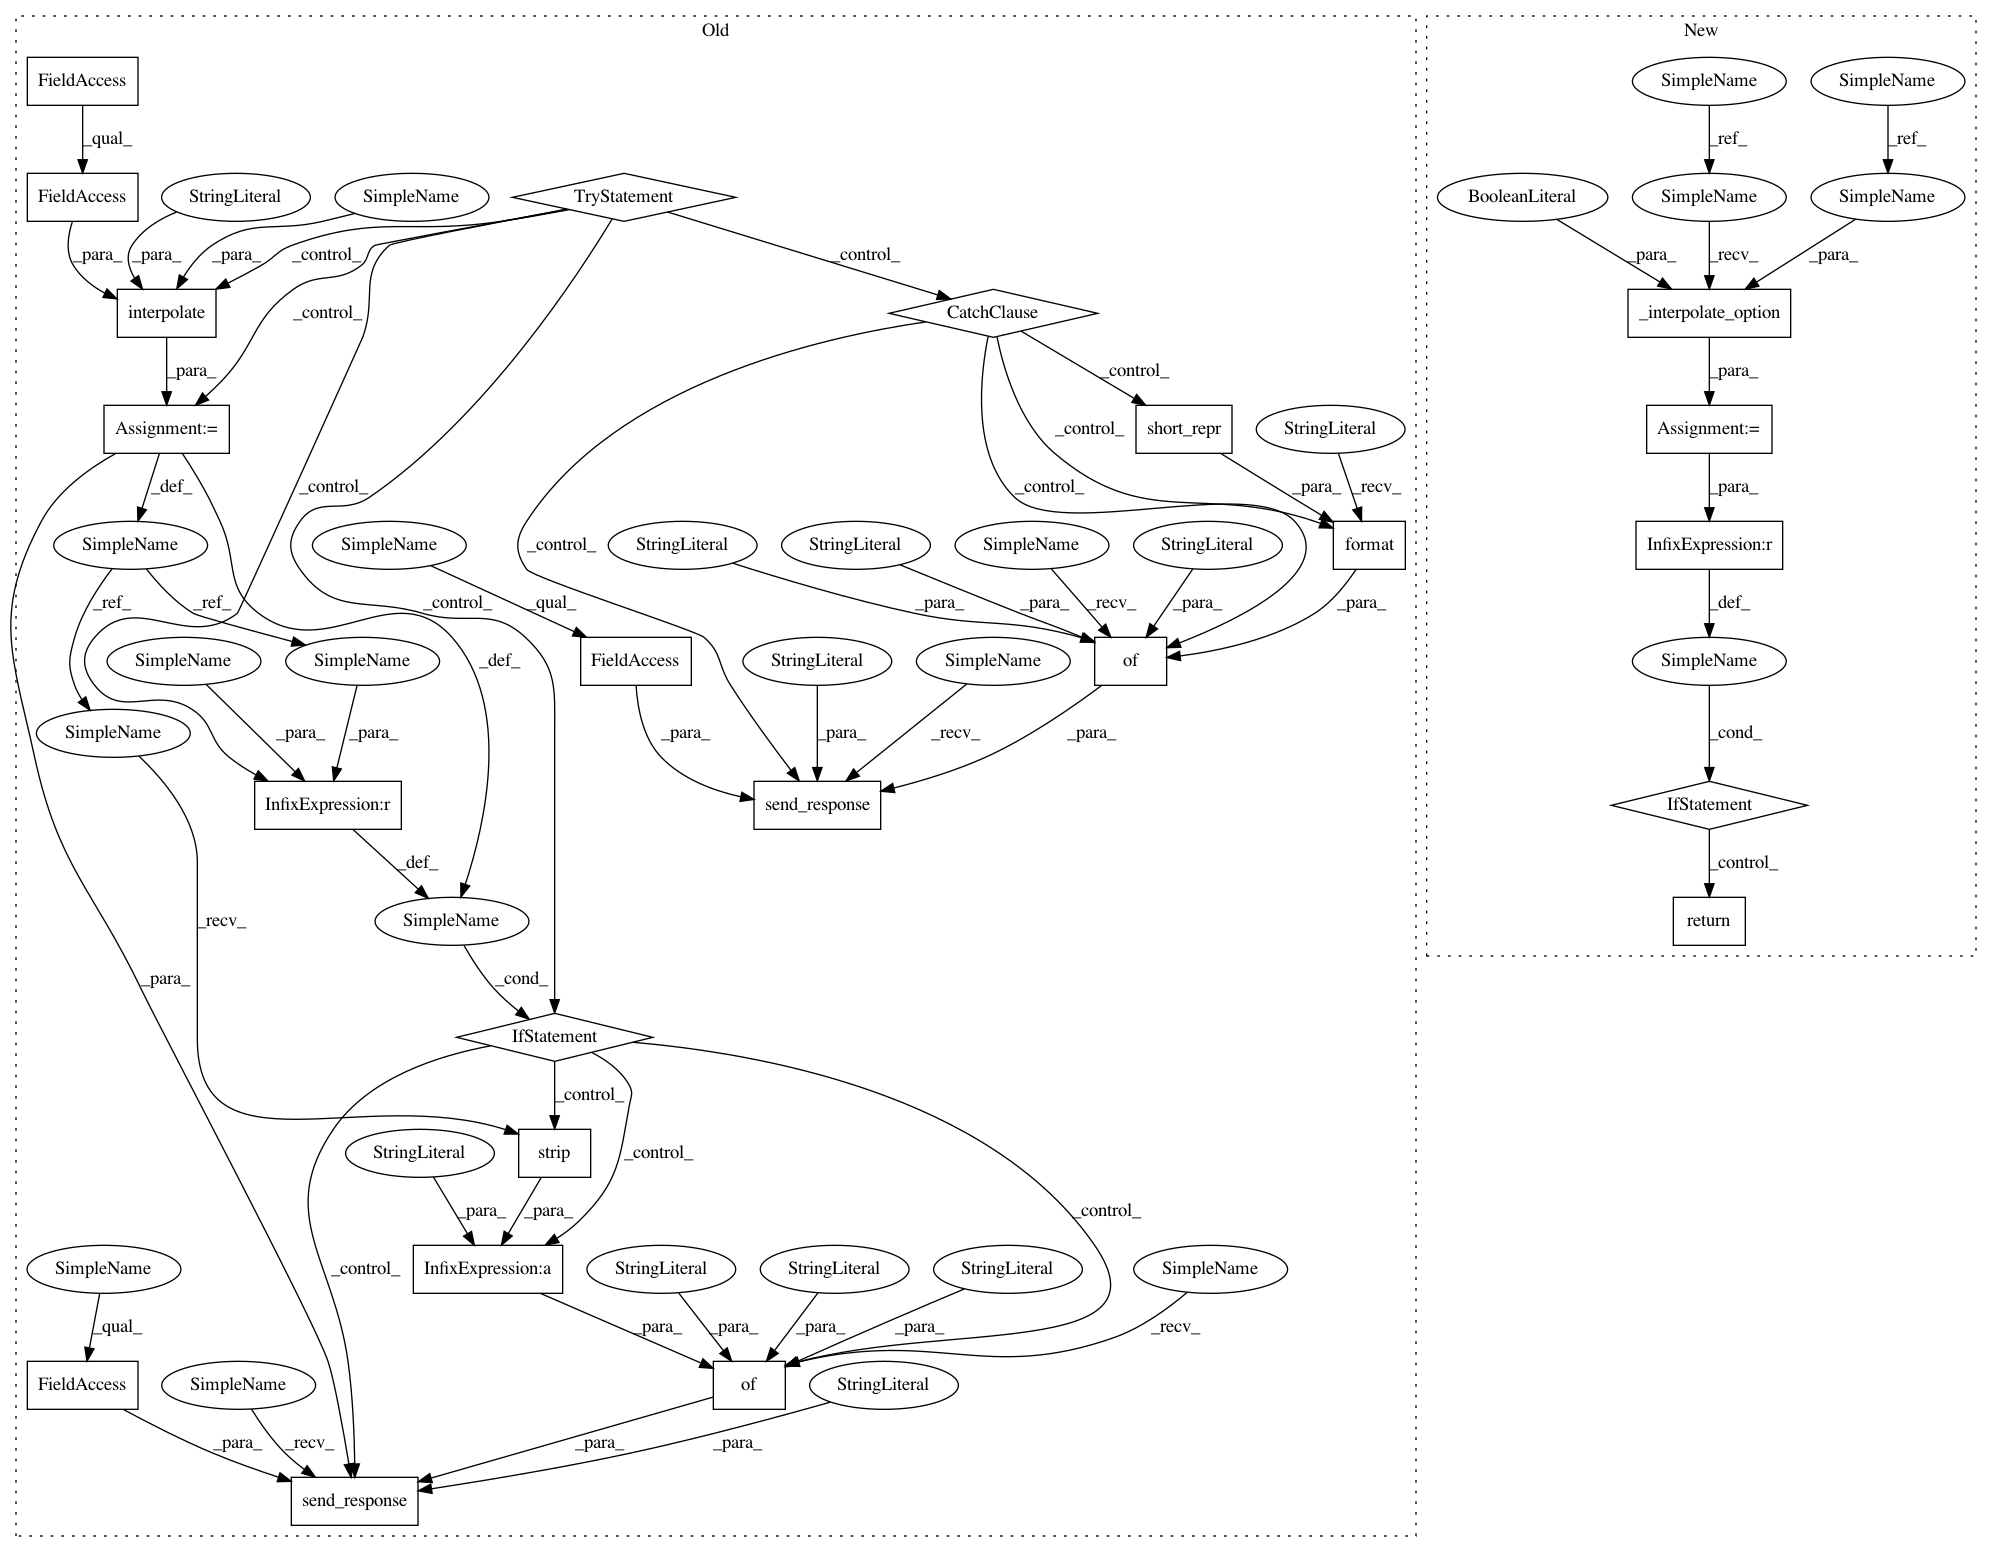 Old
New
FieldAccess
SimpleName
SimpleName
_qual_
_ref_
_ref_
FieldAccess
StringLiteral
SimpleName
TryStatement
BooleanLiteral
SimpleName
SimpleName
_para_
_para_
_para_
_control_
_control_
_para_
_recv_
_para_
interpolate
_control_
CatchClause
_interpolate_option
_para_
_control_
_para_
Assignment:=
short_repr
StringLiteral
Assignment:=
_control_
_def_
_control_
_control_
_para_
_recv_
_para_
SimpleName
SimpleName
StringLiteral
StringLiteral
SimpleName
StringLiteral
format
InfixExpression:r
_control_
_ref_
_ref_
_control_
_qual_
_para_
_para_
_recv_
_para_
_para_
_def_
SimpleName
SimpleName
_def_
FieldAccess
StringLiteral
SimpleName
of
SimpleName
SimpleName
_para_
_para_
_para_
_para_
_recv_
_para_
_cond_
InfixExpression:r
send_response
IfStatement
_def_
_control_
_recv_
SimpleName
return
_para_
_cond_
IfStatement
_control_
StringLiteral
strip
_control_
_para_
_para_
_control_
SimpleName
_control_
InfixExpression:a
StringLiteral
StringLiteral
StringLiteral
SimpleName
_qual_
_para_
_para_
_para_
_para_
_recv_
FieldAccess
SimpleName
of
StringLiteral
_para_
_recv_
_para_
_para_
send_response